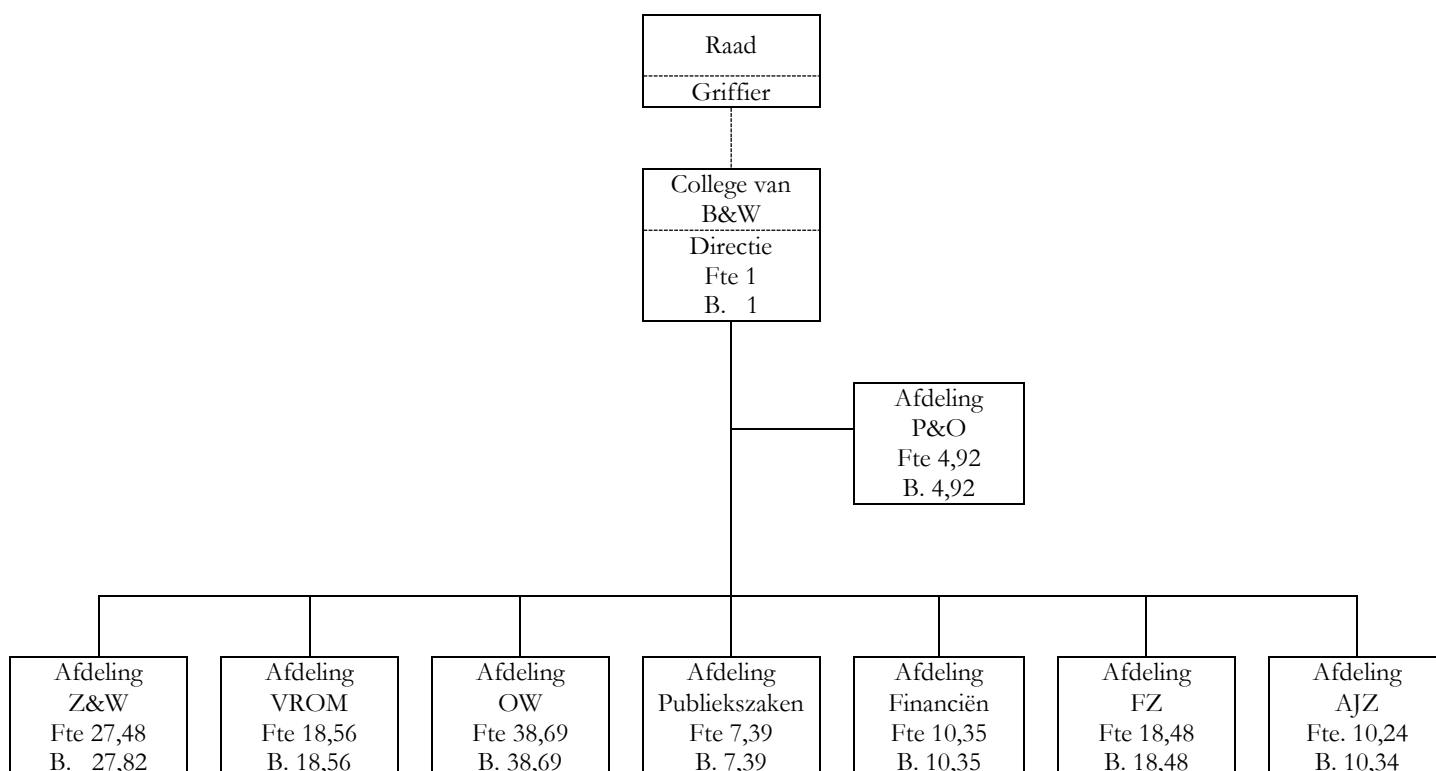 Raad
Griffier
College van
B&W
Directie
Fte 1
B. 1
Afdeling
P&O
Fte 4,92
B. 4,92
Afdeling
Z&W
Fte 27,48
B. 27,82
Afdeling
VROM
Fte 18,56
B. 18,56
Afdeling
OW
Fte 38,69
B. 38,69
Afdeling
Publiekszaken
Fte 7,39
B. 7,39
Afdeling
Financiën
Fte 10,35
B. 10,35
Afdeling
FZ
Fte 18,48
B. 18,48
Afdeling
AJZ
Fte. 10,24
B. 10,34